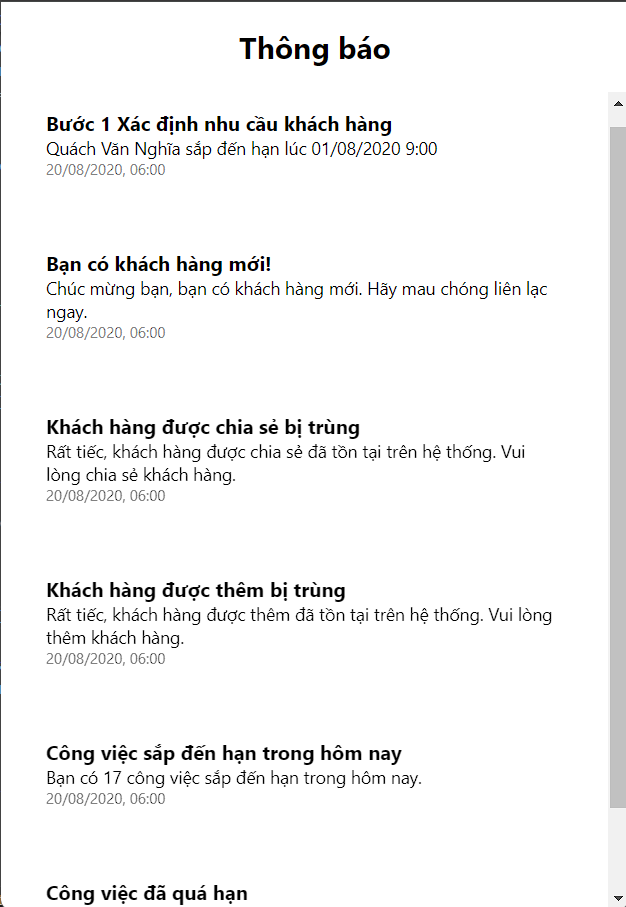 Thông báo
Bước 1 Xác định nhu cầu khách hàng
Quách Văn Nghĩa sắp đến hạn lúc 01/08/2020 9:00
20/08/2020, 06:00
Bạn có khách hàng mới!
Chúc mừng bạn, bạn có khách hàng mới. Hãy mau chóng liên lạc
ngay.
20/08/2020, 06:00
Khách hàng được chia sẻ bị trùng
Rất tiếc, khách hàng được chia sẻ đã tồn tại trên hệ thống. Vui
lòng chia sẻ khách hàng.
20/08/2020, 06:00
Khách hàng được thêm bị trùng
Rất tiếc, khách hàng được thêm đã tồn tại trên hệ thống. Vui lòng
thêm khách hàng.
20/08/2020, 06:00
Công việc sắp đến hạn trong hôm nay
Bạn có 17 công việc sắp đến hạn trong hôm nay.
20/08/2020, 06:00
Công việc đã quá hạn